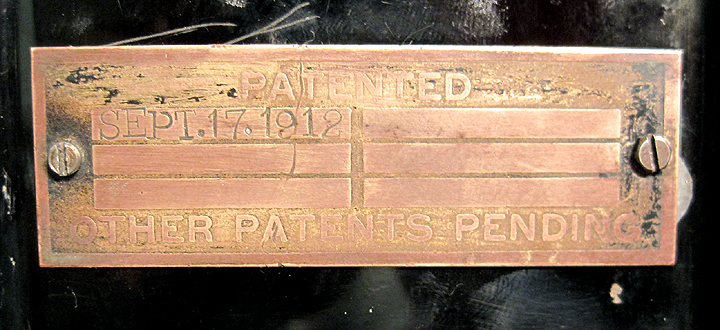 PATENTED
SEPT.17.1912
OTHER PATENTS PENDING